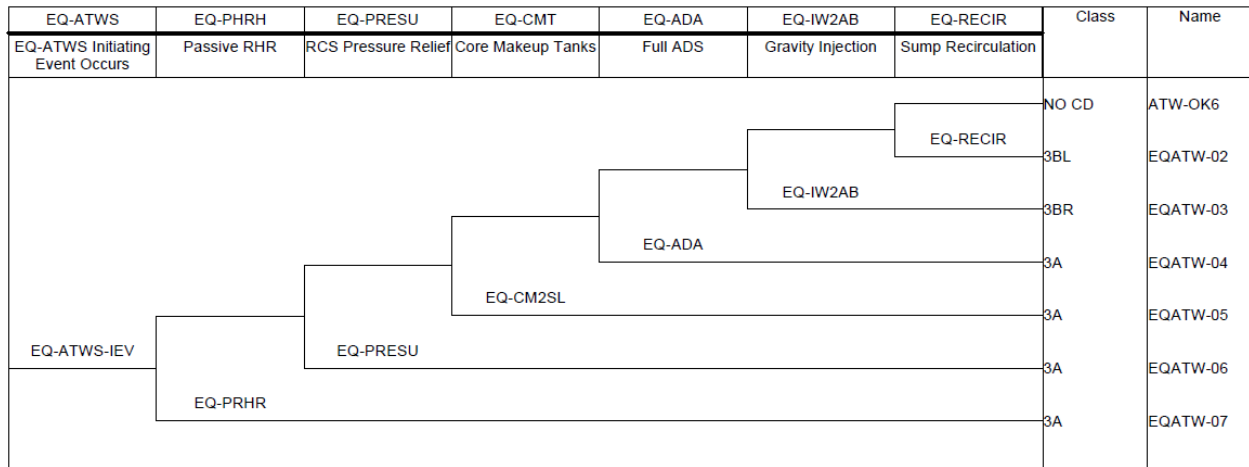 EQ-ATWS EQ-PHRH EQ-PRESU EQ-CMT EQ-ADA EQ-IW2AB EQ-RECIR Class Name
EQ-ATWS Initiating Event Occurs Passive RHR RCS Pressure Relief Core Makeup Tanks Full ADS Gravity Injection Sump Recirculation
NO CD ATW-OK6
EQ-RECIR
3BL EQATW-02
EQ-IW2AB
3BR EQATW-03
EQ-ADA
3A EQATW-04
EQ-CM2SL
3A EQATW-05
EQ-ATWS-IEV EQ-PRESU
3A EQATW-06
EQ-PRHR
3A EQATW-07